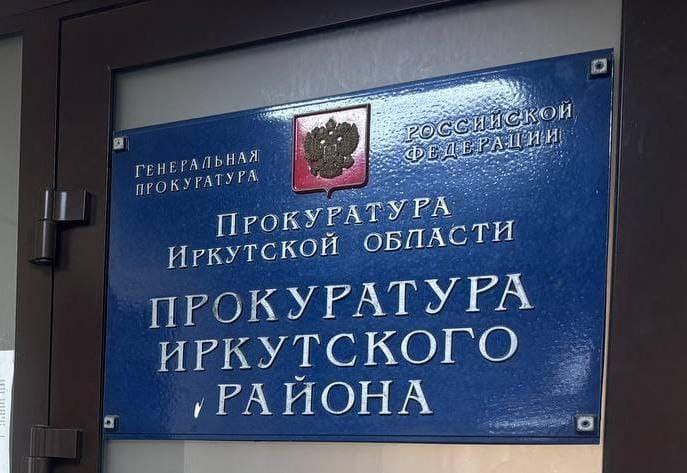 Генеральная
прокуратура
Российской
Федерации
Прокуратура
Иркутской области
ПРОКУРАТУРА
ИРКУТСКОГО
РАЙОНА